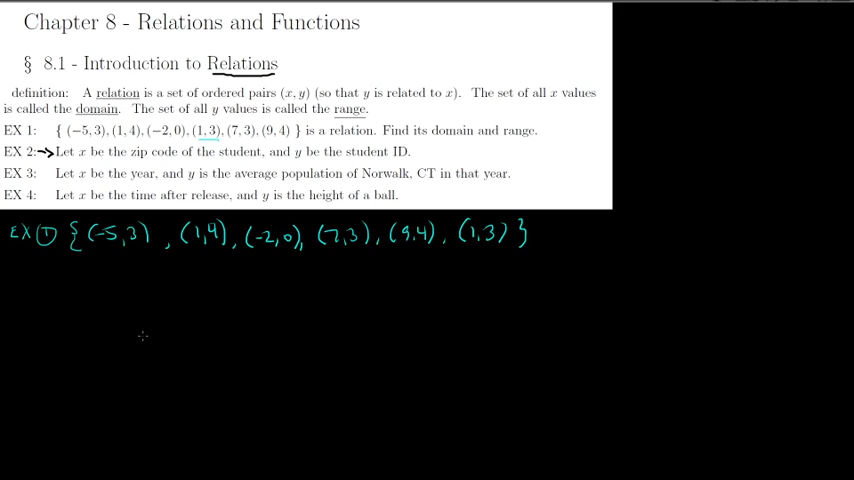 Chapter 8 - Relations and Functions
§ 8.1 - Introduction to Relations
definition: A relation is a set of ordered pairs (x, y) (so that y is related to x). The set of all x values
is called the domain. The set of all y values is called the range.
EX 1: { (−5, 3), (1, 4), (−2, 0), (1, 3), (7, 3), (9, 4) } is a relation. Find its domain and range.
EX 2: Let x be the zip code of the student, and y be the student ID.
EX 3: Let x be the year, and y is the average population of Norwalk, CT in that year.
EX 4: Let x be the time after release, and y is the height of a ball.
EX ① { (-5,3) , (1,4), (-2,0), (7,3), (9,4), (1,3) }